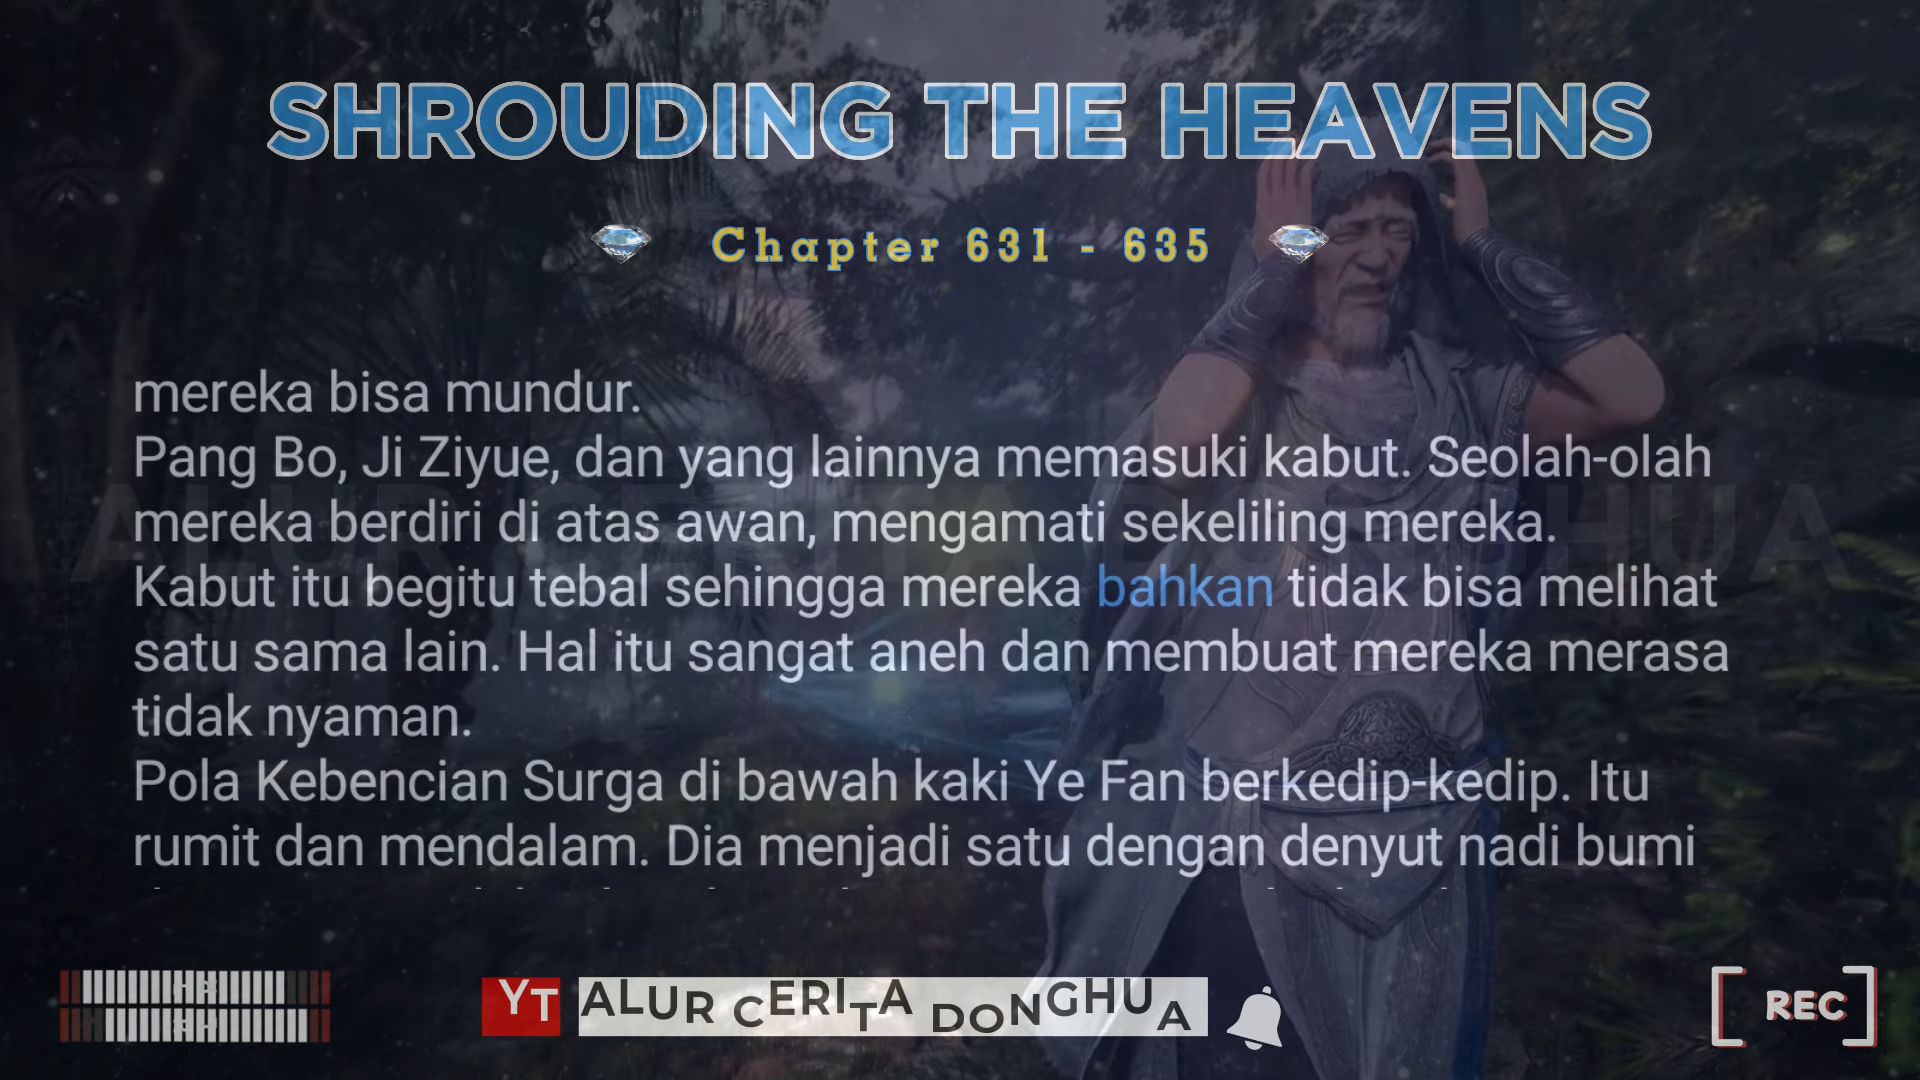 SHROUDING THE HEAVENS
Chapter 631 - 635
mereka bisa mundur.
Pang Bo, Ji Ziyue, dan yang lainnya memasuki kabut. Seolah-olah
mereka berdiri di atas awan, mengamati sekeliling mereka.
Kabut itu begitu tebal sehingga mereka bahkan tidak bisa melihat
satu sama lain. Hal itu sangat aneh dan membuat mereka merasa
tidak nyaman.
Pola Kebencian Surga di bawah kaki Ye Fan berkedip-kedip. Itu
rumit dan mendalam. Dia menjadi satu dengan denyut nadi bumi
YT ALUR CERITA DONGHUA
REC